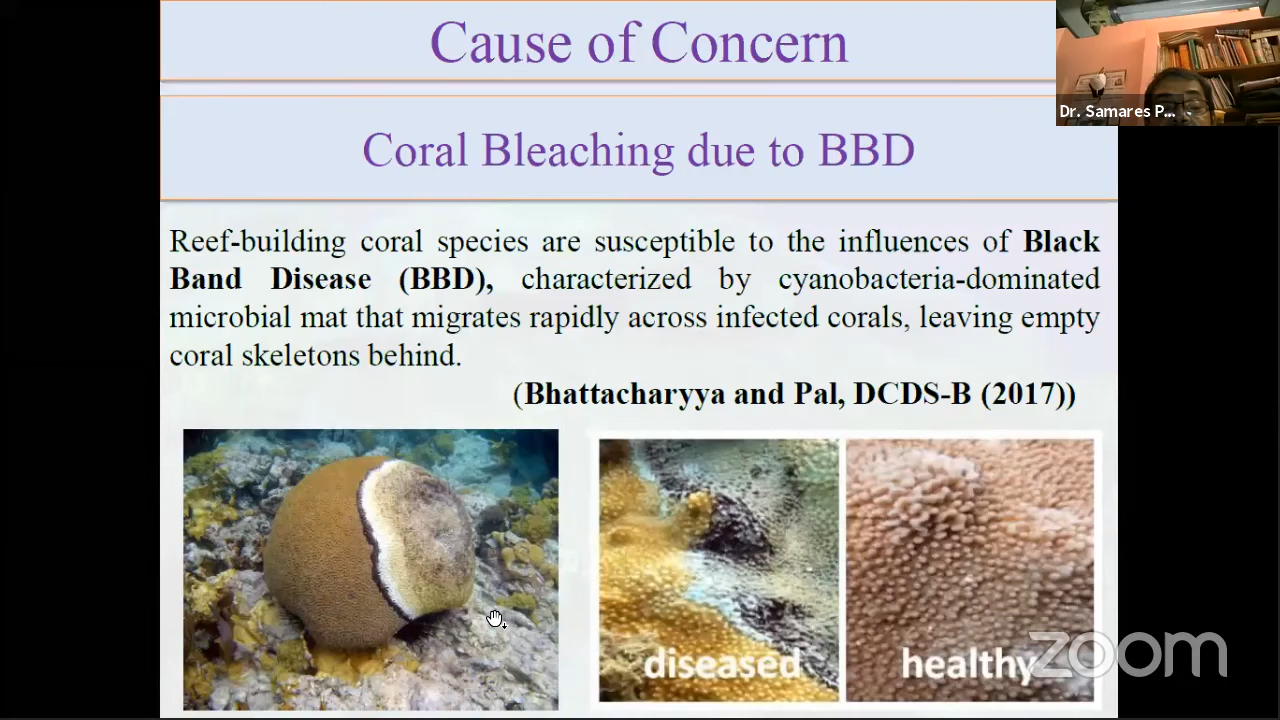 Cause of Concern
Dr. Samares P...
Coral Bleaching due to BBD
Reef-building coral species are susceptible to the influences of Black
Band Disease (BBD), characterized by cyanobacteria-dominated
microbial mat that migrates rapidly across infected corals, leaving empty
coral skeletons behind.
(Bhattacharyya and Pal, DCDS-B (2017))
diseased
healthy
zoom